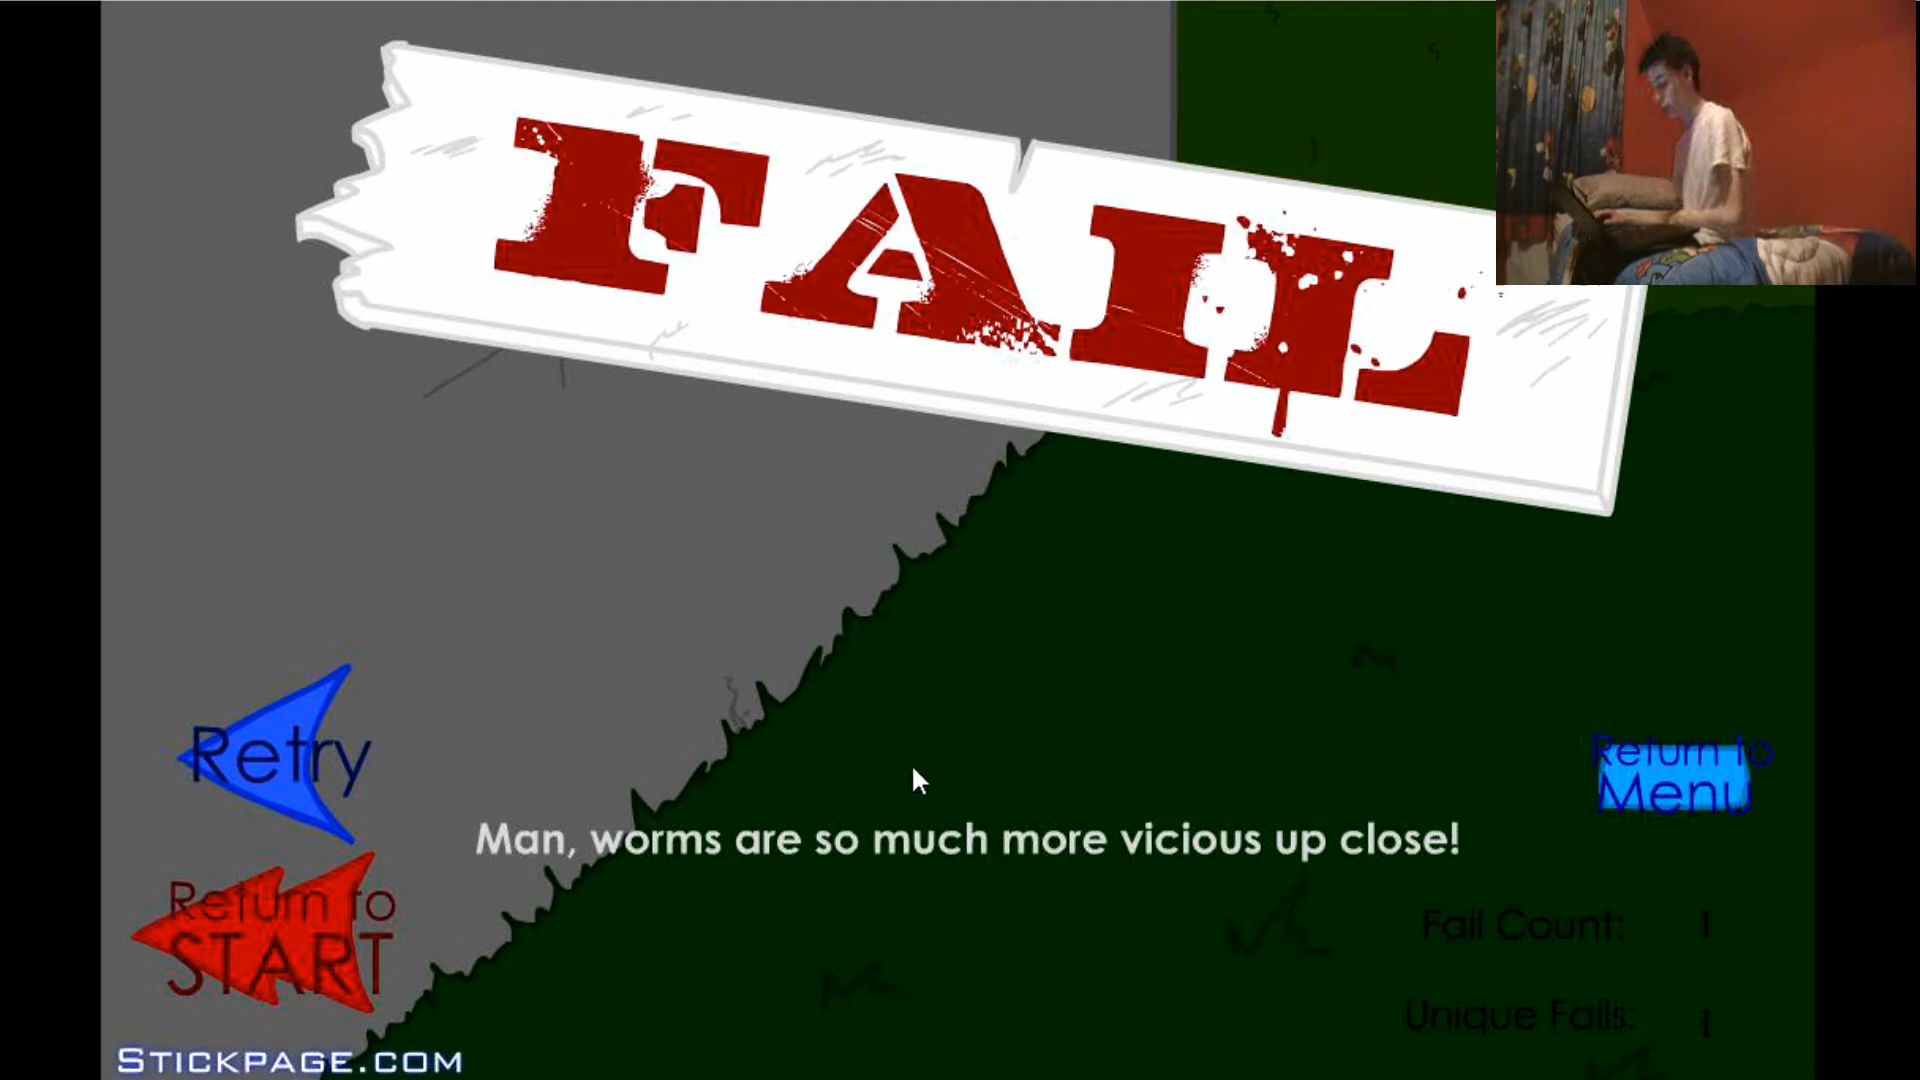 FAIL
Retry
Return to
Menu
Man, worms are so much more vicious up close!
Return to
START
Fail Count: 1
Unique Fails: 1
STICKPAGE.COM